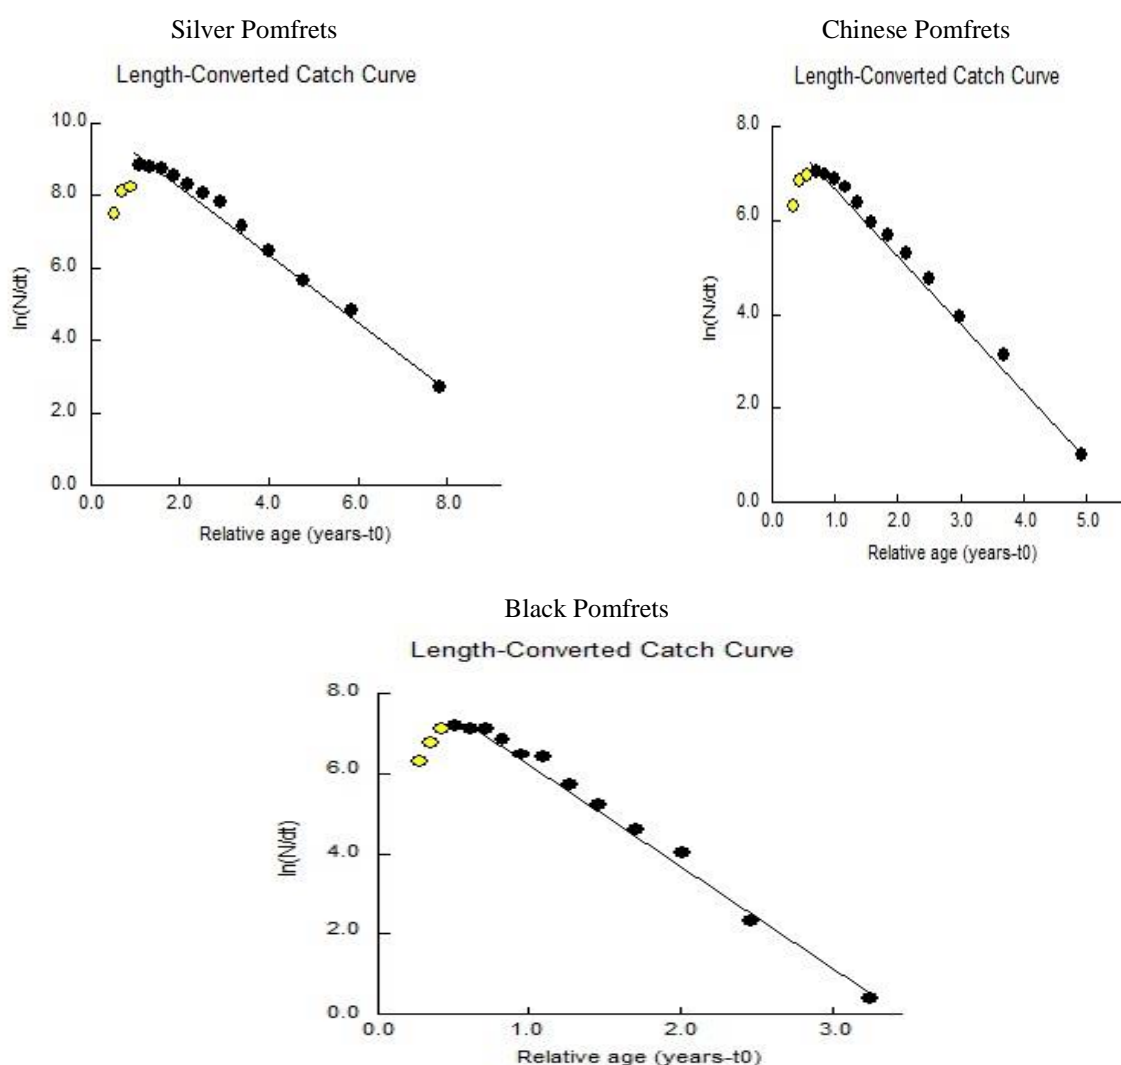 Silver Pomfrets
Length-Converted Catch Curve
10.0
8.0
6.0
4.0
2.0
0.0
ln(N/dt)
0.0 2.0 4.0 6.0 8.0
Relative age (years-t0)
Chinese Pomfrets
Length-Converted Catch Curve
8.0
6.0
4.0
2.0
0.0
ln(N/dt)
0.0 1.0 2.0 3.0 4.0 5.0
Relative age (years-t0)
Black Pomfrets
Length-Converted Catch Curve
8.0
6.0
4.0
2.0
0.0
ln(N/dt)
0.0 1.0 2.0 3.0
Relative age (years-t0)